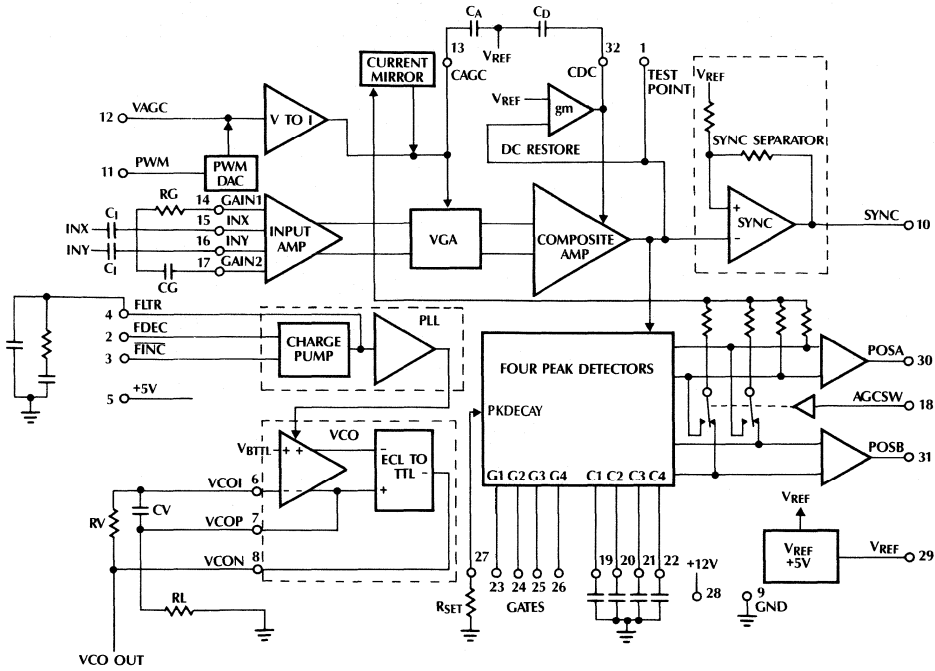 CA
CD
VREF
13
CAGC
32
CDC
1
TEST
POINT
CURRENT
MIRROR
VREF
gm
DC RESTORE
VREF
SYNC SEPARATOR
+
SYNC
-
SYNC
10
12
VAGC
V TO I
11
PWM
PWM
DAC
RG
14
GAIN1
15
INX
16
INY
17
GAIN2
CI
INX
INY
CI
CG
INPUT
AMP
VGA
COMPOSITE
AMP
4
FLTR
2
FDEC
3
FINC
5
+5V
CHARGE
PUMP
PLL
FOUR PEAK DETECTORS
PKDECAY
G1 G2 G3 G4 C1 C2 C3 C4
POSA
30
AGCSW
18
POSB
31
VCO
VBTTL
+ +
- -
ECL TO
TTL
-
-
+
VCOI
6
CV
RV
VCOP
7
VCON
8
RL
VCO OUT
27
RSET
23
24
25
26
GATES
19 20 21 22
+12V
28
9
GND
VREF
VREF
+5V
VREF
29